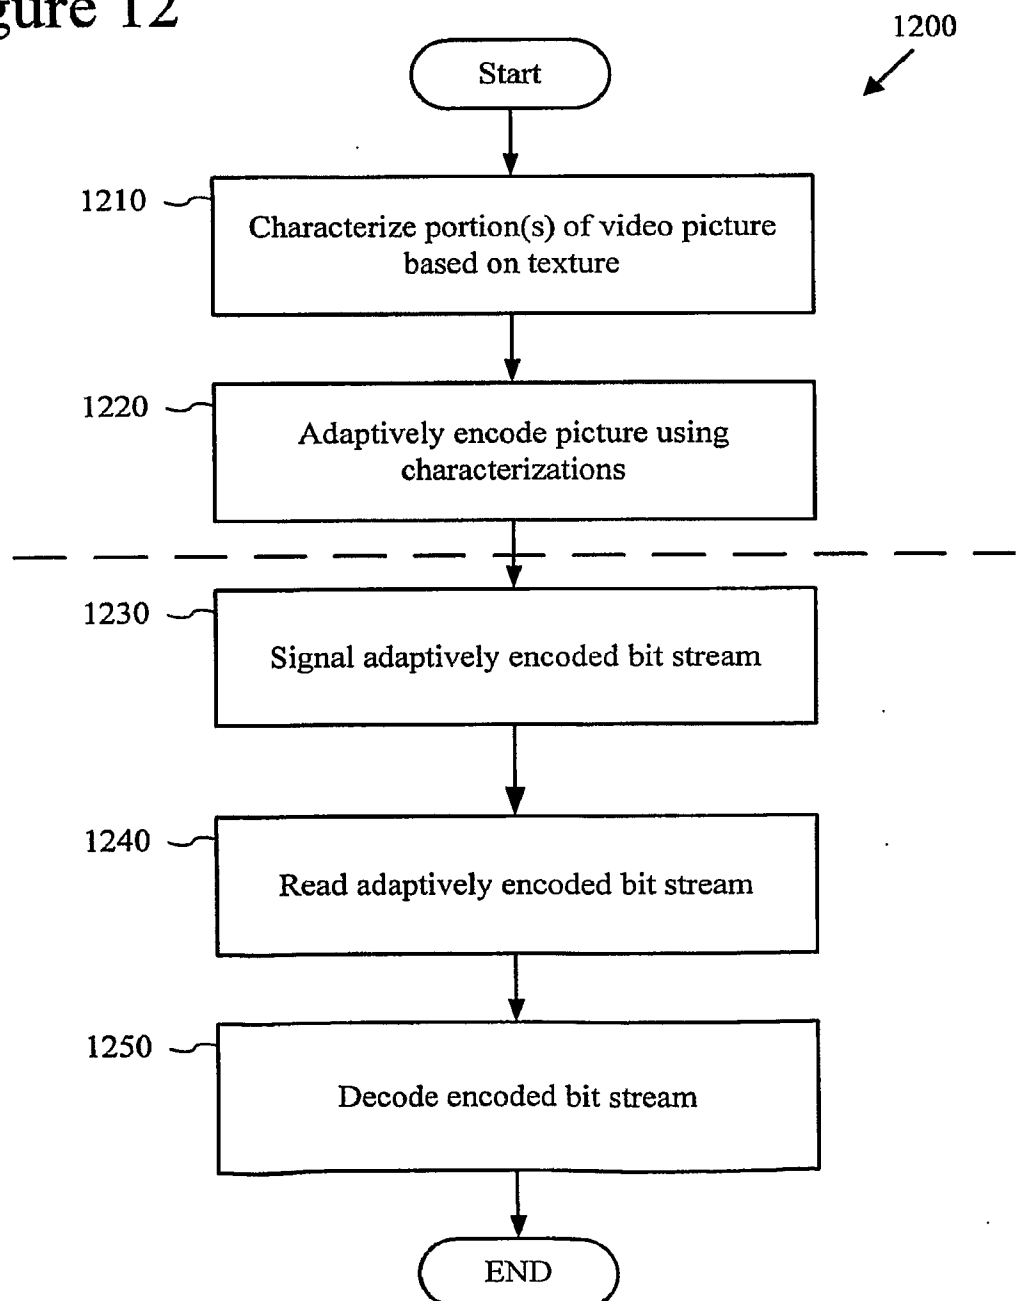 gure 12
1200
Start
1210
Characterize portion(s) of video picture
based on texture
1220
Adaptively encode picture using
characterizations
1230
Signal adaptively encoded bit stream
1240
Read adaptively encoded bit stream
1250
Decode encoded bit stream
END